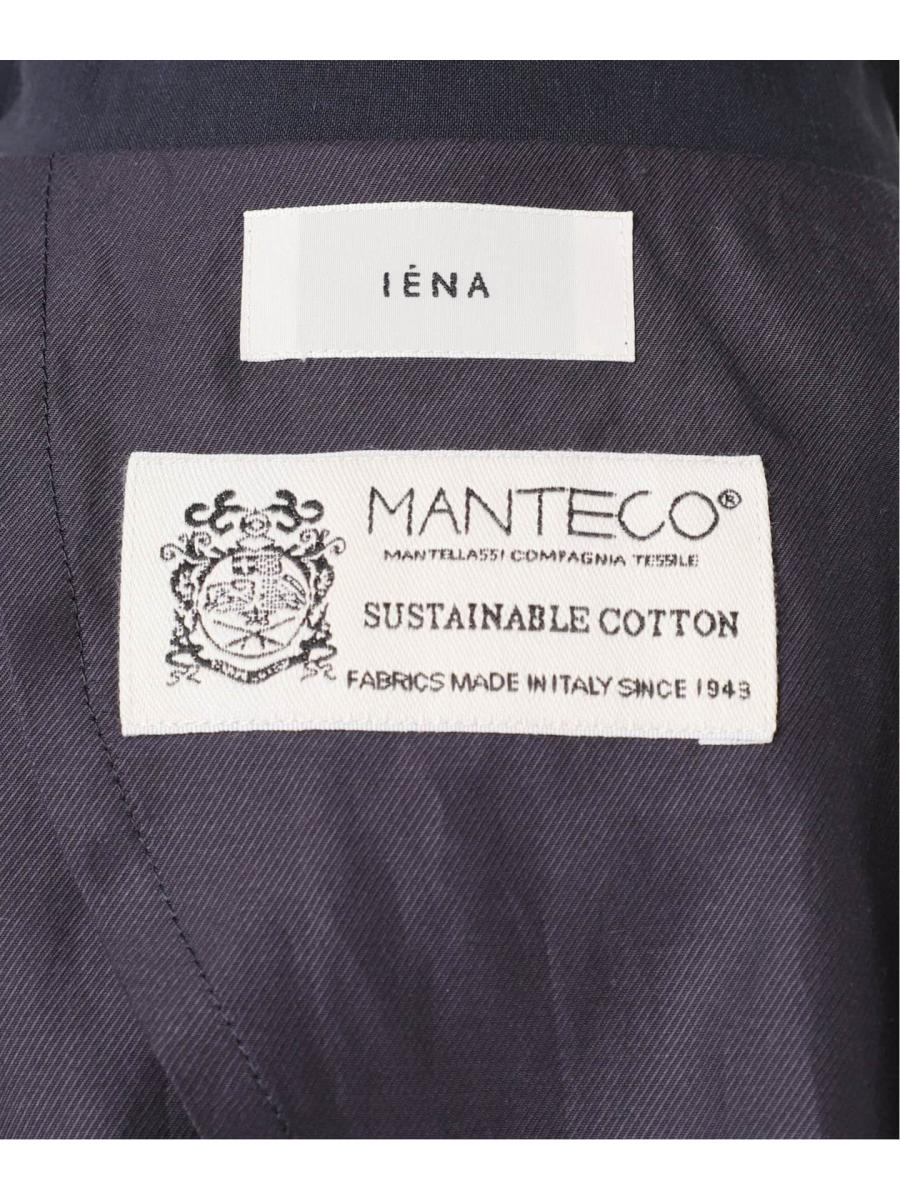 IÉNA
MANTECO®
MANTELLASSI COMPAGNIA TESSILE
SUSTAINABLE COTTON
FABRICS MADE IN ITALY SINCE 1943